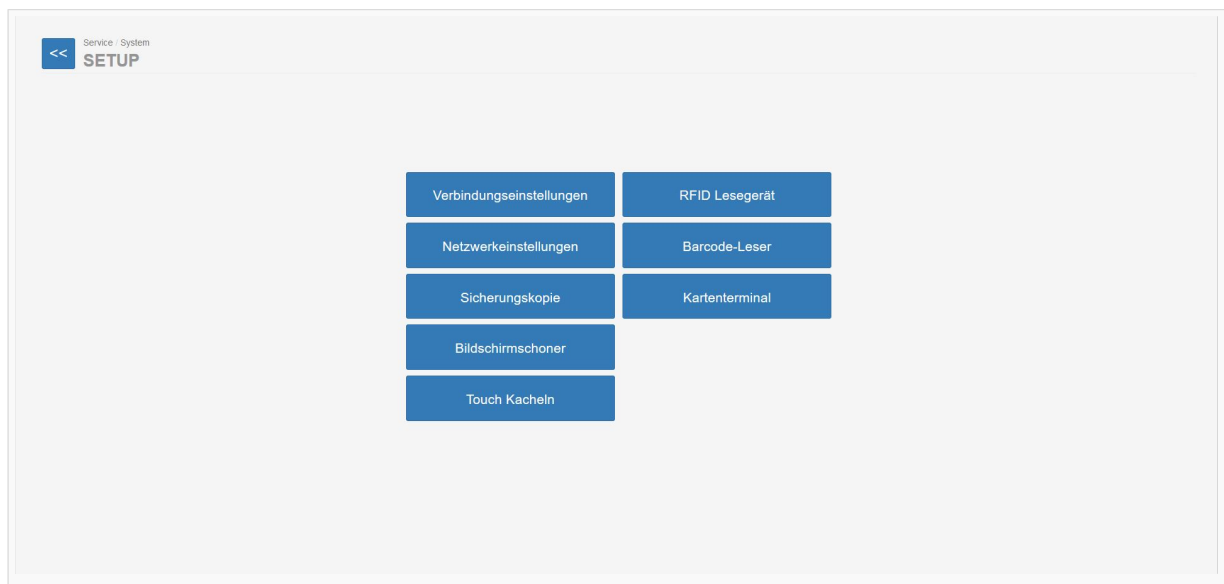 <<
Service / System
SETUP
Verbindungseinstellungen
RFID Lesegerät
Netzwerkeinstellungen
Barcode-Leser
Sicherungskopie
Kartenterminal
Bildschirmschoner
Touch Kacheln